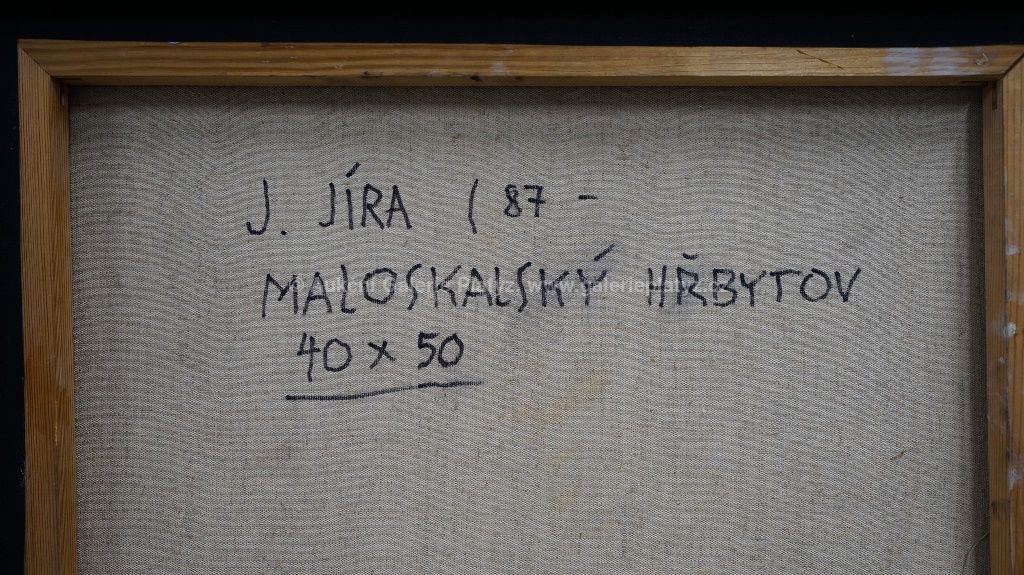 J. JÍRA ( 87 –
MALOSKALSKÝ HŘBYTOV
40 x 50